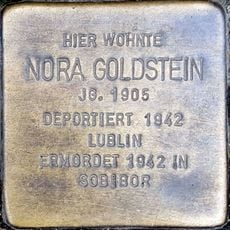 HIER WOHNTE
NORA GOLDSTEIN
JG. 1905
DEPORTIERT 1942
LUBLIN
ERMORDET 1942 IN
SOBIBOR